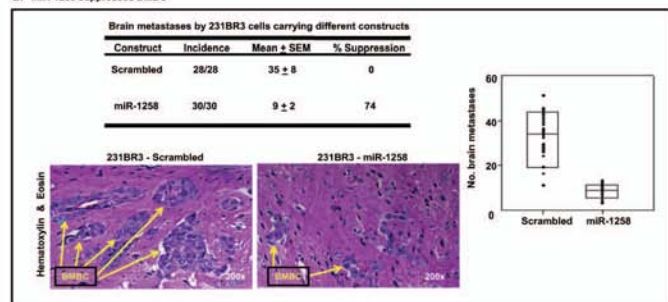 Brain metastases by 231BR3 cells carrying different constructs
Construct Incidence Mean ± SEM % Suppression
Scrambled 28/28 35 ± 8 0
miR-1258 30/30 9 ± 2 74
231BR3 - Scrambled
231BR3 - miR-1258
Hematoxylin & Eosin
BMBC
200x
BMBC
200x
No. brain metastases
60
40
20
0
Scrambled miR-1258